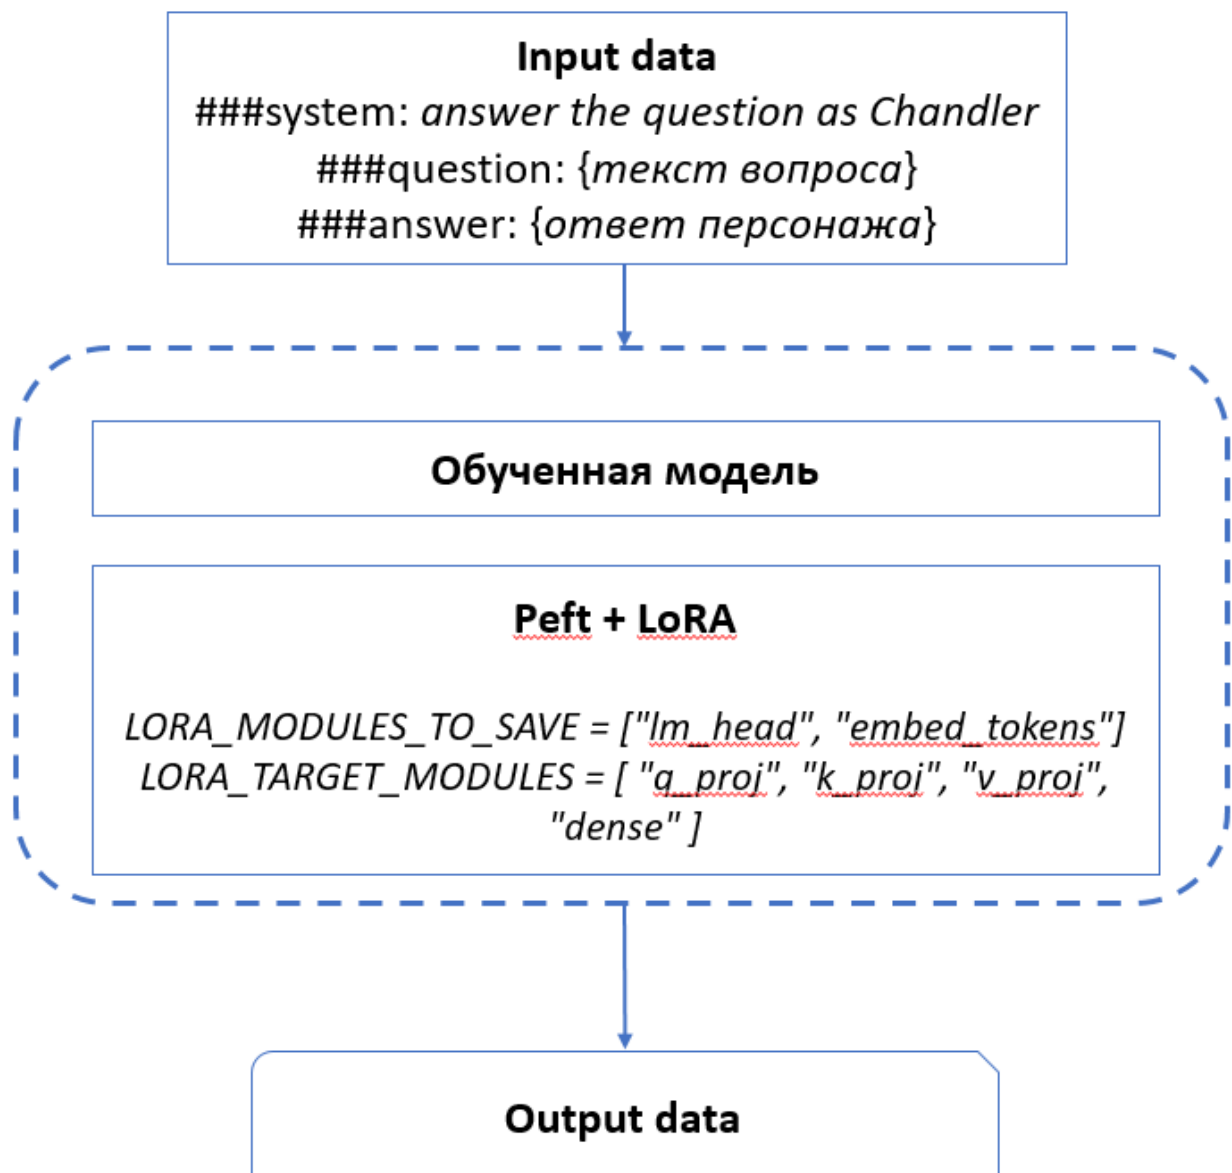 Input data
###system: answer the question as Chandler
###question: {текст вопроса}
###answer: {ответ персонажа}
Обученная модель
Peft + LoRA
LORA_MODULES_TO_SAVE = ["lm_head", "embed_tokens"]
LORA_TARGET_MODULES = [ "q_proj", "k_proj", "v_proj",
"dense" ]
Output data